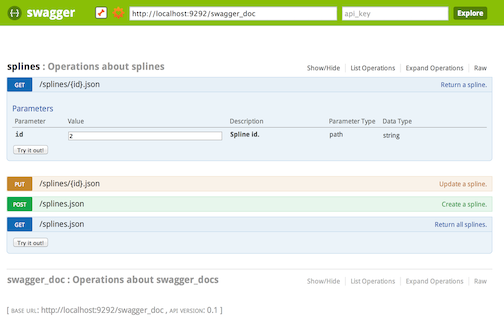 swagger http://localhost:9292/swagger_doc api_key Explore
splines : Operations about splines Show/Hide List Operations Expand Operations Raw
GET /splines/{id}.json Return a spline.
Parameters
Parameter Value Description Parameter Type Data Type
id 2 Spline id. path string
Try it out!
PUT /splines/{id}.json Update a spline.
POST /splines.json Create a spline.
GET /splines.json Return all splines.
Try it out!
swagger_doc : Operations about swagger_docs Show/Hide List Operations Expand Operations Raw
[ BASE URL: http://localhost:9292/swagger_doc , API VERSION: 0.1 ]